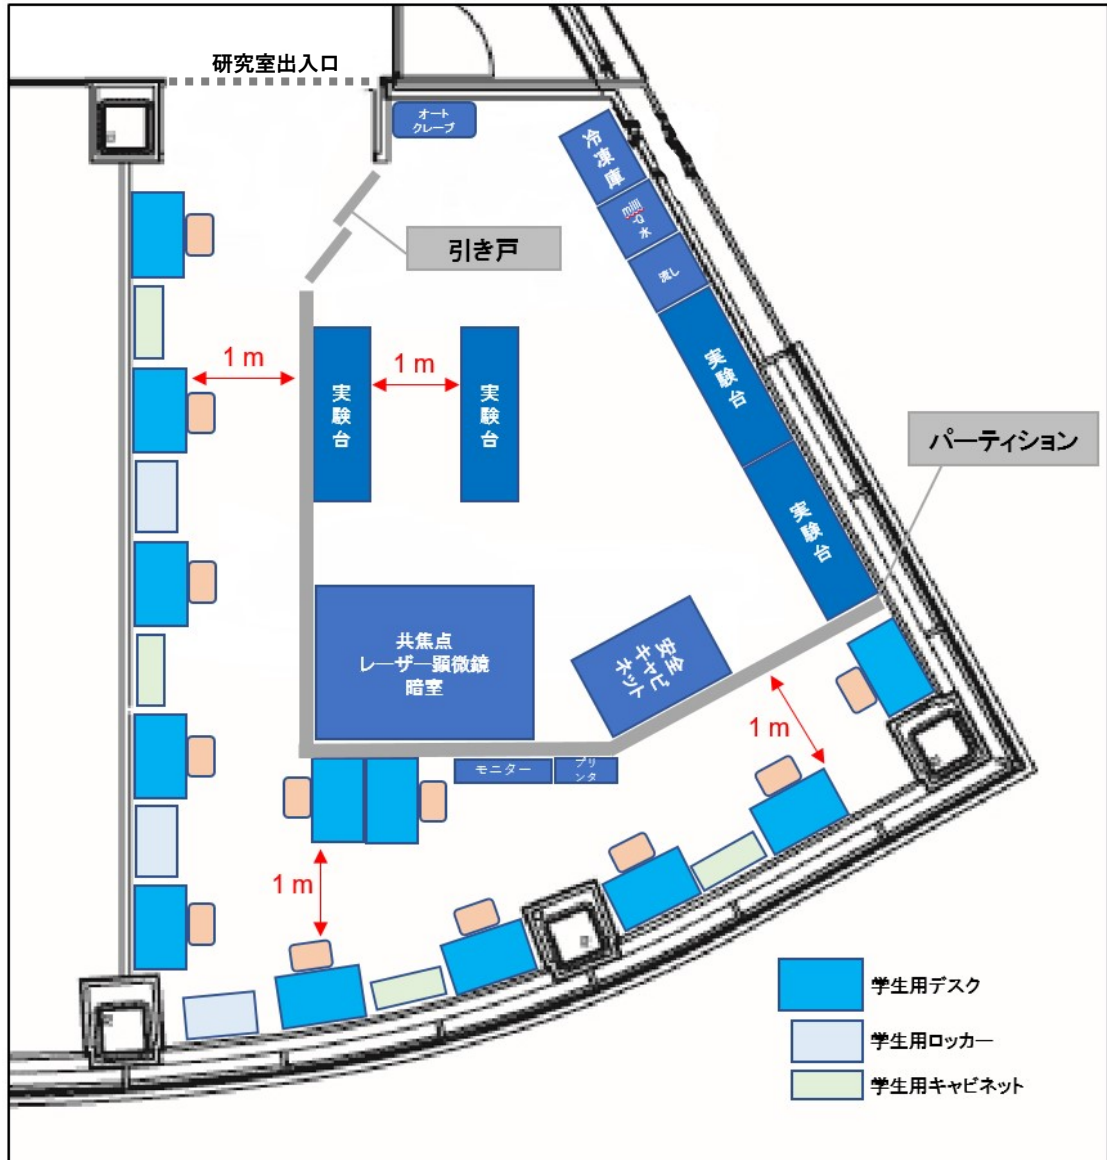 研究室出入口
オート
クレーブ
冷凍庫
milli
-Q
水
流し
引き戸
1 m
1 m
実験台
実験台
実験台
実験台
パーティション
共焦点
レーザー顕微鏡
暗室
安全
キャビ
ネット
1 m
モニター
プリ
ンタ
1 m
学生用デスク
学生用ロッカー
学生用キャビネット